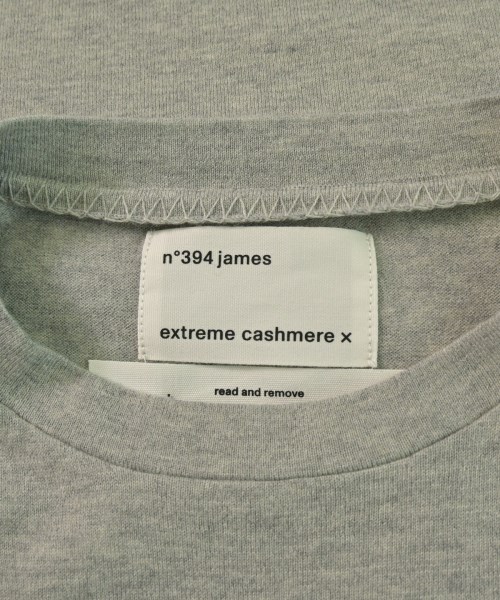 n°394 james
extreme cashmere x
read and remove